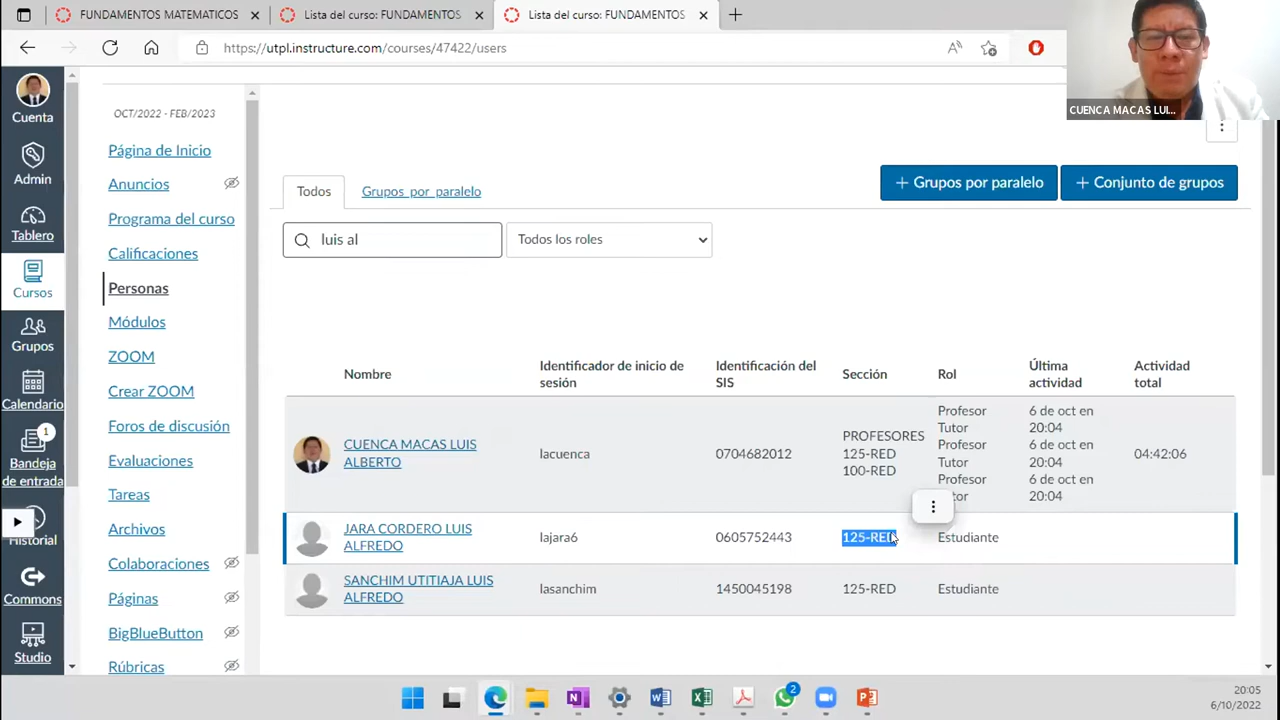 FUNDAMENTOS MATEMATICOS
Lista del curso: FUNDAMENTOS
Lista del curso: FUNDAMENTOS
https://utpl.instructure.com/courses/47422/users
CUENCA MACAS LUI...
Cuenta
Admin
Tablero
Cursos
Grupos
Calendario
1
Bandeja
de entrada
Historial
Commons
Studio
OCT/2022 - FEB/2023
Página de Inicio
Anuncios
Programa del curso
Calificaciones
Personas
Módulos
ZOOM
Crear ZOOM
Foros de discusión
Evaluaciones
Tareas
Archivos
Colaboraciones
Páginas
BigBlueButton
Rúbricas
Todos
Grupos_por_paralelo
+ Grupos por paralelo
+ Conjunto de grupos
luis al
Todos los roles
Nombre
Identificador de inicio de
sesión
Identificación del
SIS
Sección
Rol
Última
actividad
Actividad
total
CUENCA MACAS LUIS
ALBERTO
lacuenca
0704682012
PROFESORES
125-RED
100-RED
Profesor
Tutor
Profesor
Tutor
Profesor
6 de oct en
20:04
6 de oct en
20:04
6 de oct en
20:04
04:42:06
JARA CORDERO LUIS
ALFREDO
lajara6
0605752443
125-RED
Estudiante
SANCHIM UTITIAJA LUIS
ALFREDO
lasanchim
1450045198
125-RED
Estudiante
2
20:05
6/10/2022